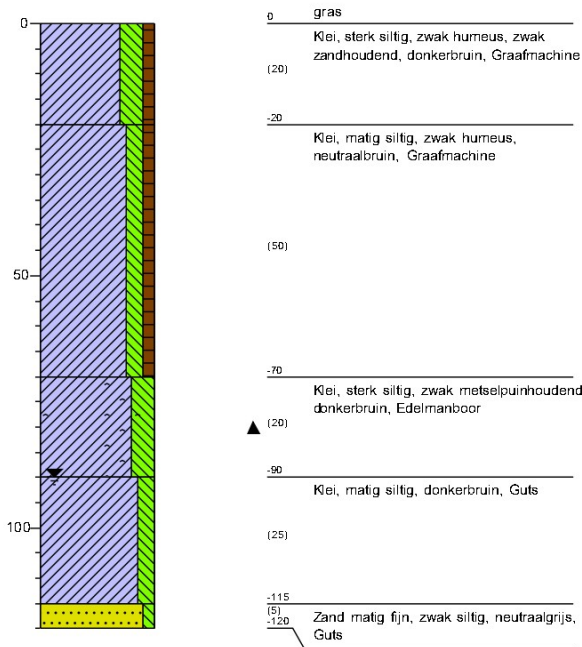 0
50
100
0
gras
Klei, sterk siltig, zwak humeus, zwak
zandhoudend, donkerbruin, Graafmachine
(20)
-20
Klei, matig siltig, zwak humeus,
neutraalbruin, Graafmachine
(50)
-70
Klei, sterk siltig, zwak metselpuinhoudend
donkerbruin, Edelmanboor
(20)
-90
Klei, matig siltig, donkerbruin, Guts
(25)
-115
(5)
Zand matig fijn, zwak siltig, neutraalgrijs,
-120
Guts